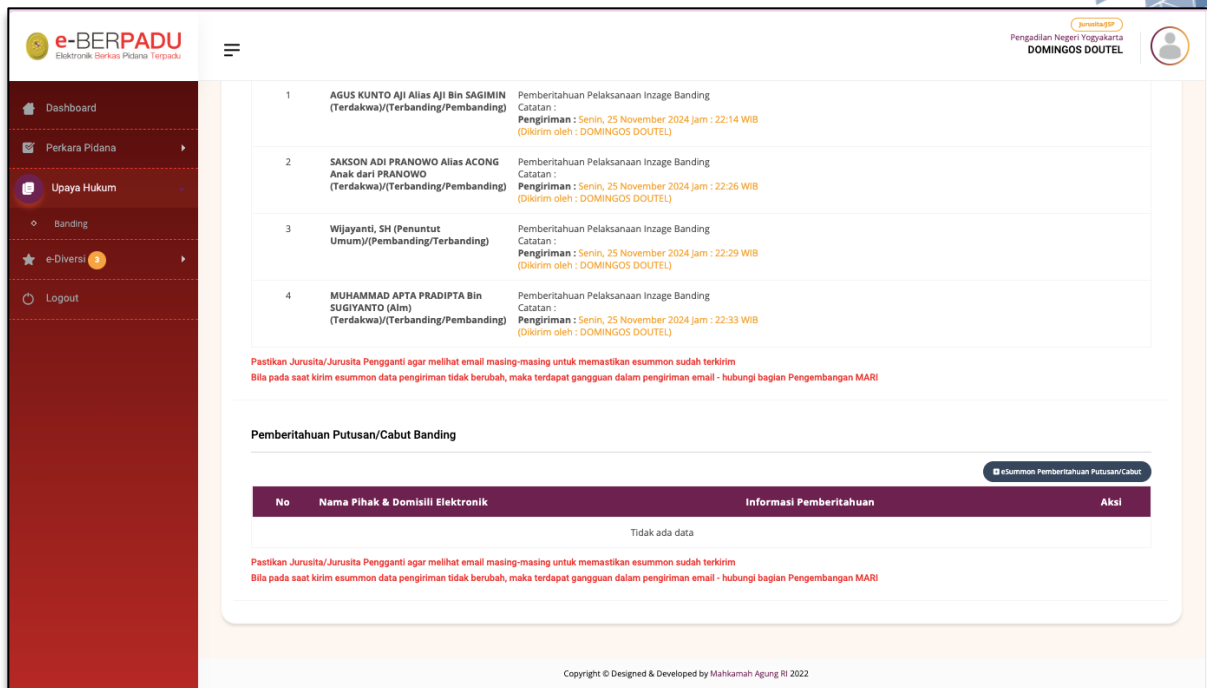 e-BERPADU
Elektronik Berkas Pidana Terpadu
Jurusita/JSP
Pengadilan Negeri Yogyakarta
DOMINGOS DOUTEL
Dashboard
Perkara Pidana
Upaya Hukum
Banding
e-Diversi 3
Logout
1 AGUS KUNTO AJI Alias AJI Bin SAGIMIN Pemberitahuan Pelaksanaan Inzage Banding
(Terdakwa)/(Terbanding/Pembanding) Catatan :
Pengiriman : Senin, 25 November 2024 Jam : 22:14 WIB
(Dikirim oleh : DOMINGOS DOUTEL)
2 SAKSON ADI PRANOWO Alias ACONG Pemberitahuan Pelaksanaan Inzage Banding
Anak dari PRANOWO Catatan :
(Terdakwa)/(Terbanding/Pembanding) Pengiriman : Senin, 25 November 2024 Jam : 22:26 WIB
(Dikirim oleh : DOMINGOS DOUTEL)
3 Wijayanti, SH (Penuntut Pemberitahuan Pelaksanaan Inzage Banding
Umum)/(Pembanding/Terbanding) Catatan :
Pengiriman : Senin, 25 November 2024 Jam : 22:29 WIB
(Dikirim oleh : DOMINGOS DOUTEL)
4 MUHAMMAD APTA PRADIPTA Bin Pemberitahuan Pelaksanaan Inzage Banding
SUGIYANTO (Alm) Catatan :
(Terdakwa)/(Terbanding/Pembanding) Pengiriman : Senin, 25 November 2024 Jam : 22:33 WIB
(Dikirim oleh : DOMINGOS DOUTEL)
Pastikan Jurusita/Jurusita Pengganti agar melihat email masing-masing untuk memastikan esummon sudah terkirim
Bila pada saat kirim esummon data pengiriman tidak berubah, maka terdapat gangguan dalam pengiriman email - hubungi bagian Pengembangan MARI
Pemberitahuan Putusan/Cabut Banding
eSummon Pemberitahuan Putusan/Cabut
No Nama Pihak & Domisili Elektronik Informasi Pemberitahuan Aksi
Tidak ada data
Pastikan Jurusita/Jurusita Pengganti agar melihat email masing-masing untuk memastikan esummon sudah terkirim
Bila pada saat kirim esummon data pengiriman tidak berubah, maka terdapat gangguan dalam pengiriman email - hubungi bagian Pengembangan MARI
Copyright © Designed & Developed by Mahkamah Agung RI 2022